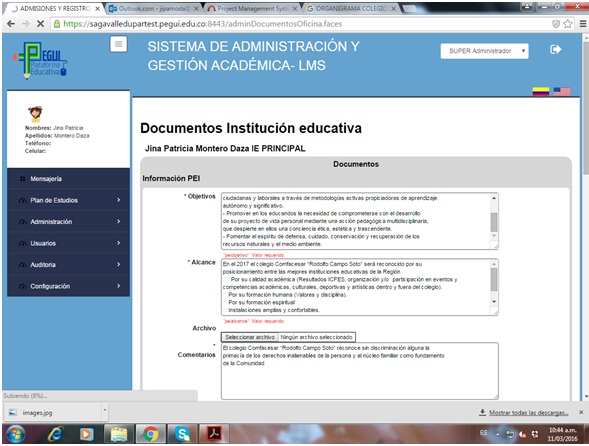 ADMISIONES Y REGISTRO
Outlook.com - jipamoda@
Project Management Syst
ORGANIGRAMA COLEGIO
https://sagavalledupartest.pegui.edu.co:8443/adminDocumentosOficina.faces
PEGUI
Plataforma
Educativa
SISTEMA DE ADMINISTRACIÓN Y
GESTIÓN ACADÉMICA- LMS
SUPER Administrador
Nombres: Jina Patricia
Apellidos: Montero Daza
Teléfono:
Celular:
Mensajería
Plan de Estudios
Administración
Usuarios
Auditoria
Configuración
Documentos Institución educativa
Jina Patricia Montero Daza IE PRINCIPAL
Documentos
Información PEI
* Objetivos
ciudadanas y laborales a través de metodologías activas propiciadoras de aprendizaje
autónomo y significativo.
- Promover en los educandos la necesidad de comprometerse con el desarrollo
de su proyecto de vida personal mediante una acción pedagógica multidisciplinaria,
que despierte en ellos una conciencia ética, estética y trascendente.
- Fomentar el espíritu de defensa, cuidado, conservación y recuperación de los
recursos naturales y el medio ambiente.
"peiobjetivo": Valor requerido
* Alcance
En el 2017 el colegio Comfacesar "Rodolfo Campo Soto" será reconocido por su
posicionamiento entre las mejores instituciones educativas de la Región
Por su calidad académica (Resultados ICFES, organización y/o participación en eventos y
competencias académicas, culturales, deportivas y artísticas dentro y fuera del colegio).
Por su formación humana (Valores y disciplina).
Por su formación espiritual
Instalaciones amplias y confortables.
"peialcance": Valor requerido
Archivo
Seleccionar archivo Ningún archivo seleccionado
* Comentarios
El colegio Comfacesar "Rodolfo Campo Soto" reconoce sin discriminación alguna la
primacía de los derechos inalienables de la persona y al núcleo familiar como fundamento
de la Comunidad
Subiendo (8%)...
images.jpg
Mostrar todas las descargas...
ES
10:44 a.m.
11/03/2016